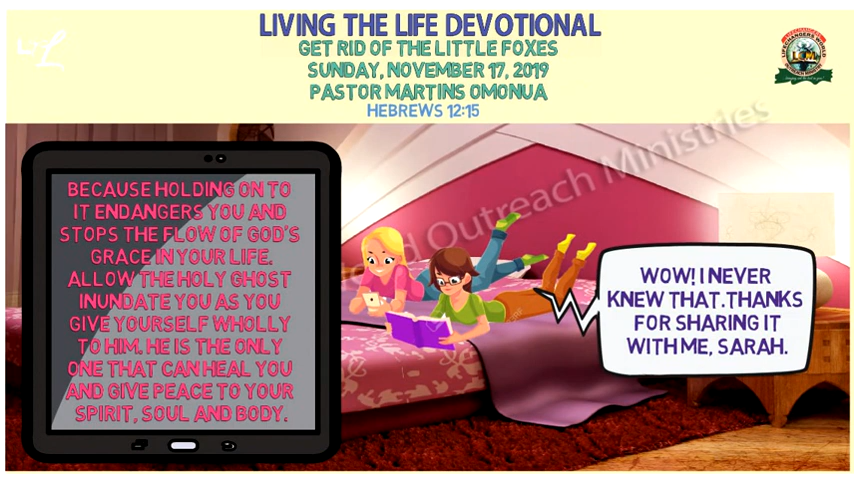 LIVING THE LIFE DEVOTIONAL
GET RID OF THE LITTLE FOXES
SUNDAY, NOVEMBER 17, 2019
PASTOR MARTINS OMONUA
HEBREWS 12:15
BECAUSE HOLDING ON TO
IT ENDANGERS YOU AND
STOPS THE FLOW OF GOD'S
GRACE IN YOUR LIFE.
ALLOW THE HOLY GHOST
INUNDATE YOU AS YOU
GIVE YOURSELF WHOLLY
TO HIM. HE IS THE ONLY
ONE THAT CAN HEAL YOU
AND GIVE PEACE TO YOUR
SPIRIT, SOUL AND BODY.
Outreach Ministries
WOW! I NEVER
KNEW THAT.THANKS
FOR SHARING IT
WITH ME, SARAH.